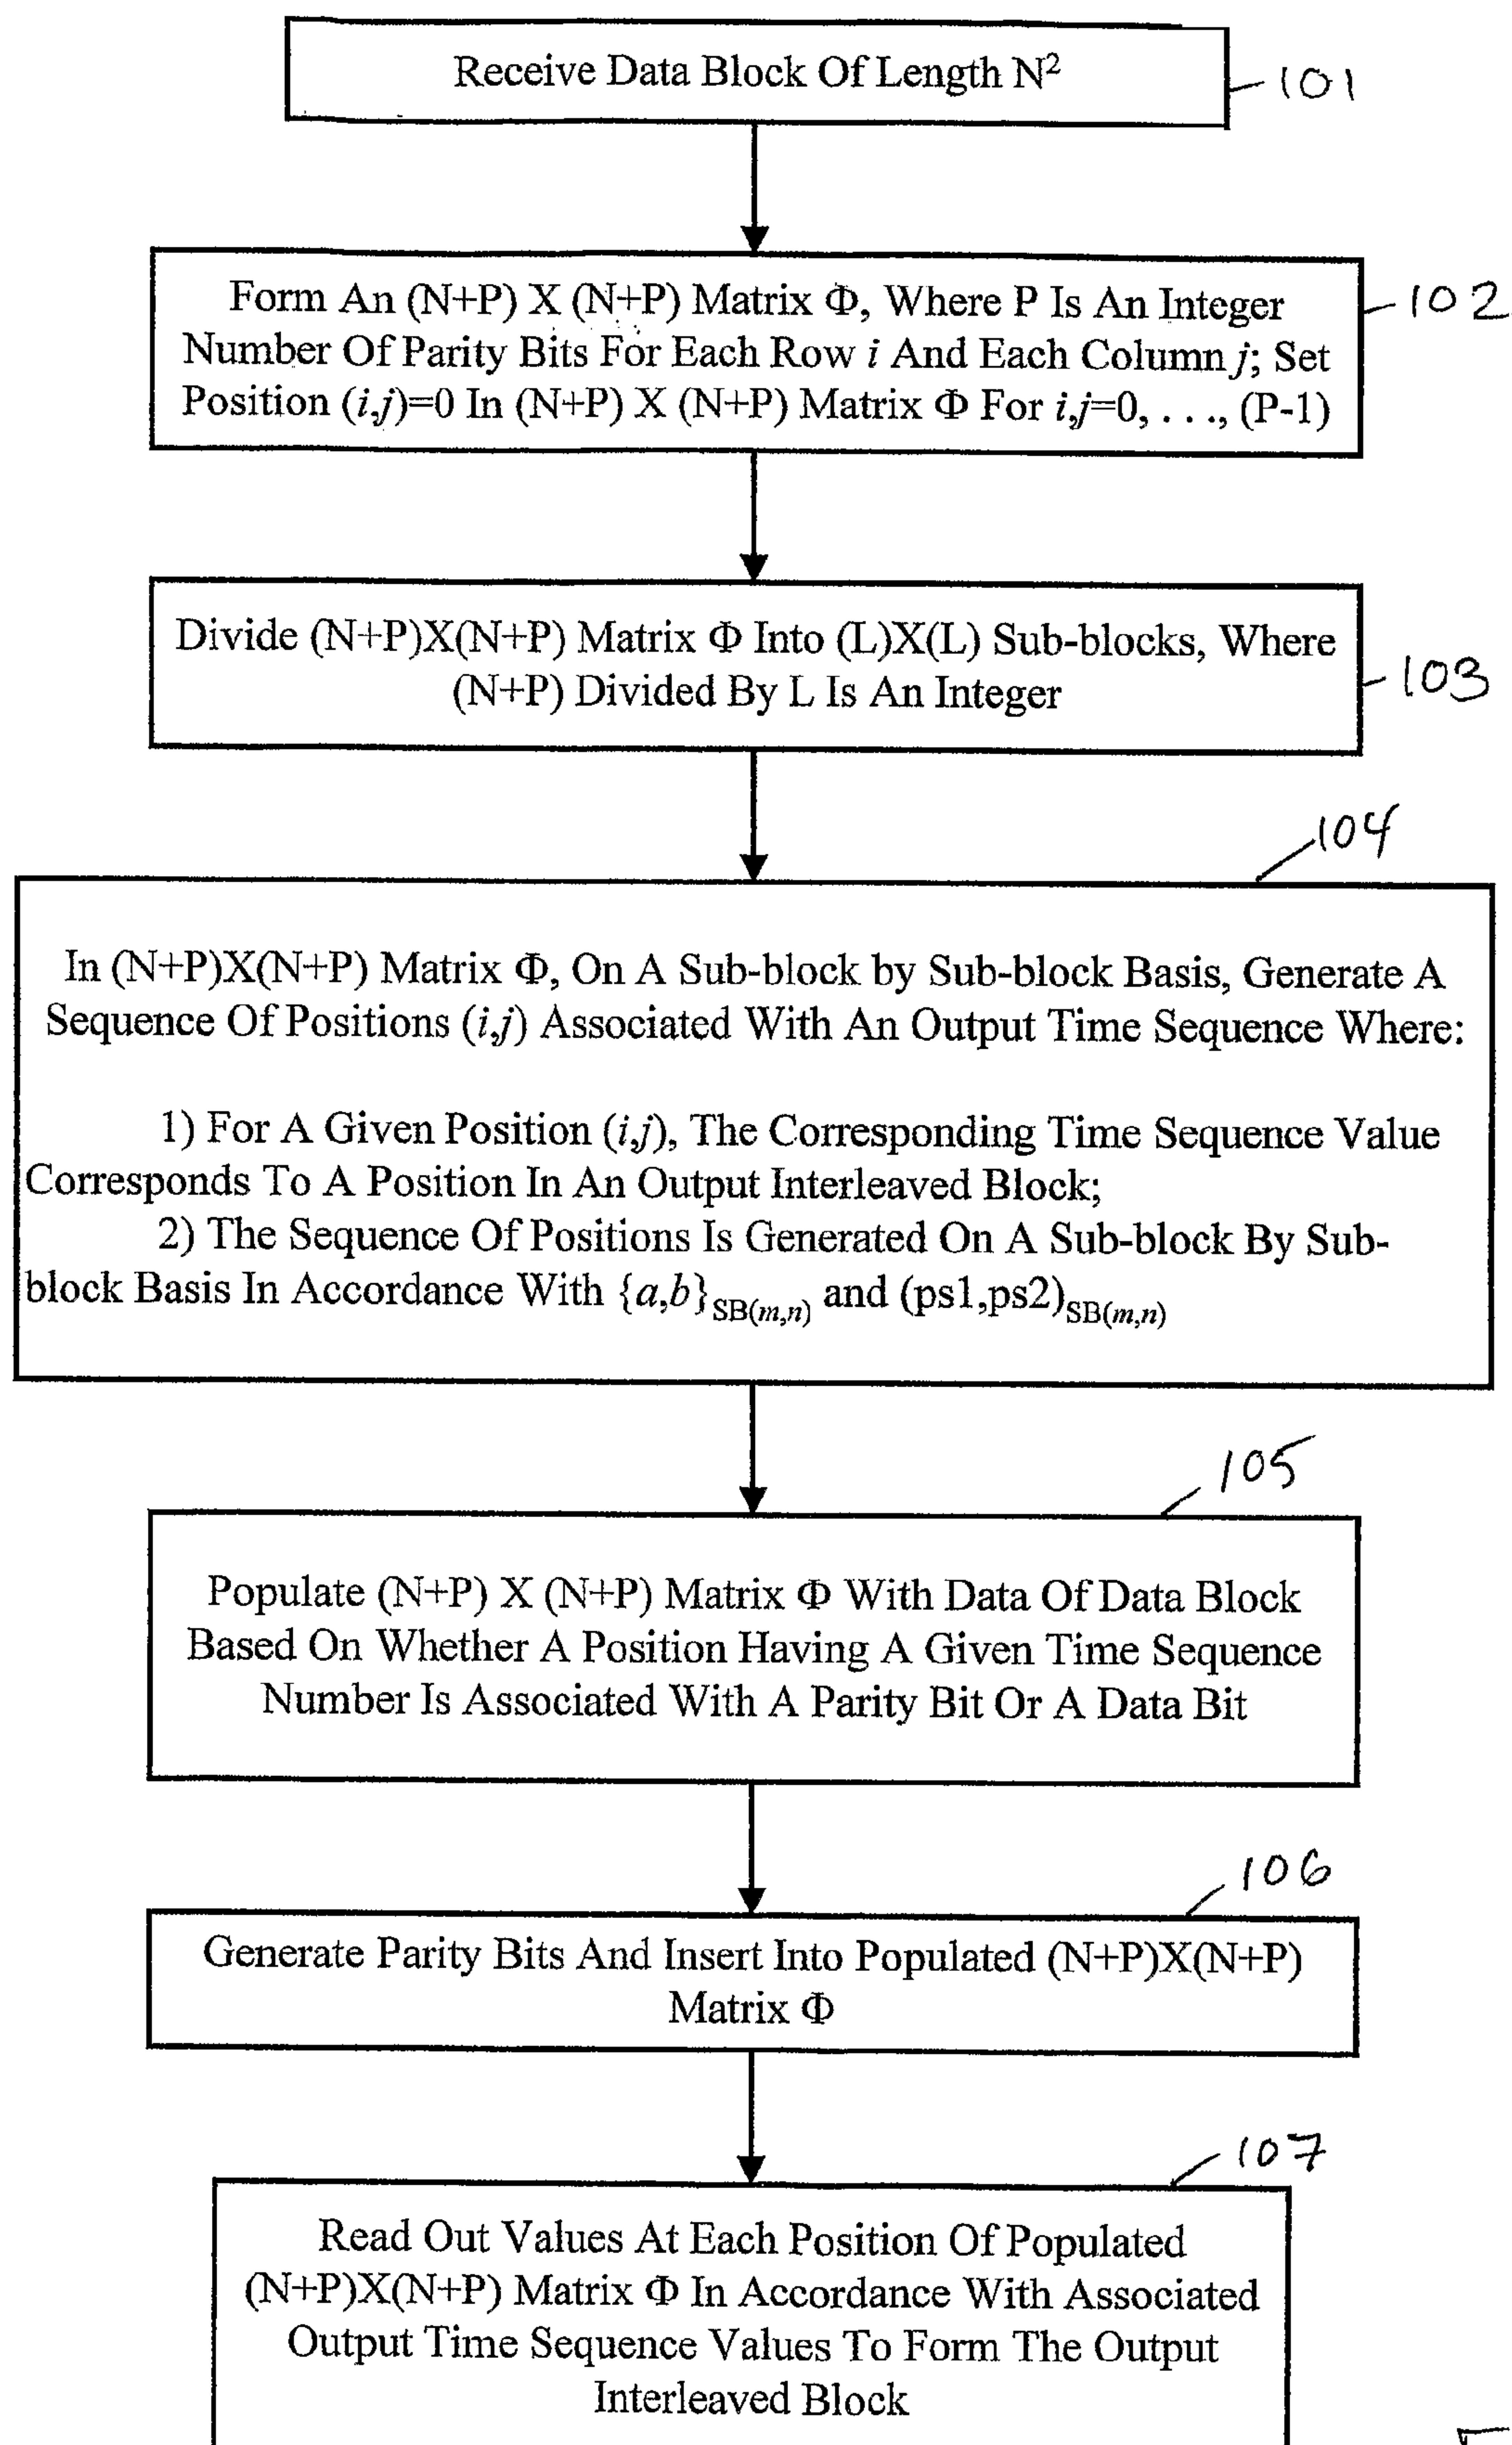 Receive Data Block Of Length N²
101
Form An (N+P) X (N+P) Matrix Φ, Where P Is An Integer
Number Of Parity Bits For Each Row i And Each Column j; Set
Position (i,j)=0 In (N+P) X (N+P) Matrix Φ For i,j=0, . . ., (P-1)
102
Divide (N+P)X(N+P) Matrix Φ Into (L)X(L) Sub-blocks, Where
(N+P) Divided By L Is An Integer
103
104
In (N+P)X(N+P) Matrix Φ, On A Sub-block by Sub-block Basis, Generate A
Sequence Of Positions (i,j) Associated With An Output Time Sequence Where:
1) For A Given Position (i,j), The Corresponding Time Sequence Value
Corresponds To A Position In An Output Interleaved Block;
2) The Sequence Of Positions Is Generated On A Sub-block By Sub-
block Basis In Accordance With {a,b}SB(m,n) and (ps1,ps2)SB(m,n)
105
Populate (N+P) X (N+P) Matrix Φ With Data Of Data Block
Based On Whether A Position Having A Given Time Sequence
Number Is Associated With A Parity Bit Or A Data Bit
106
Generate Parity Bits And Insert Into Populated (N+P)X(N+P)
Matrix Φ
107
Read Out Values At Each Position Of Populated
(N+P)X(N+P) Matrix Φ In Accordance With Associated
Output Time Sequence Values To Form The Output
Interleaved Block